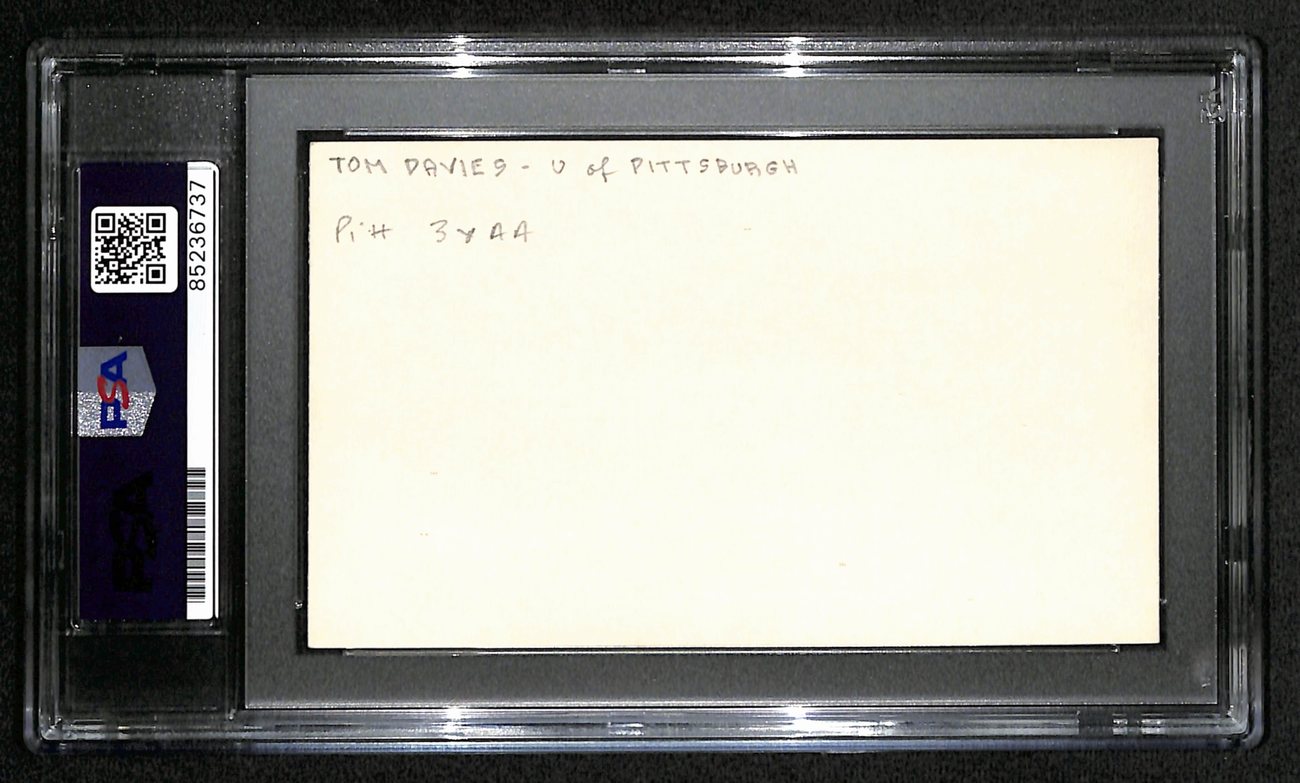 TOM DAVIES - U of PITTSBURGH
Pitt 3 y AA
85236737
PSA
PSA